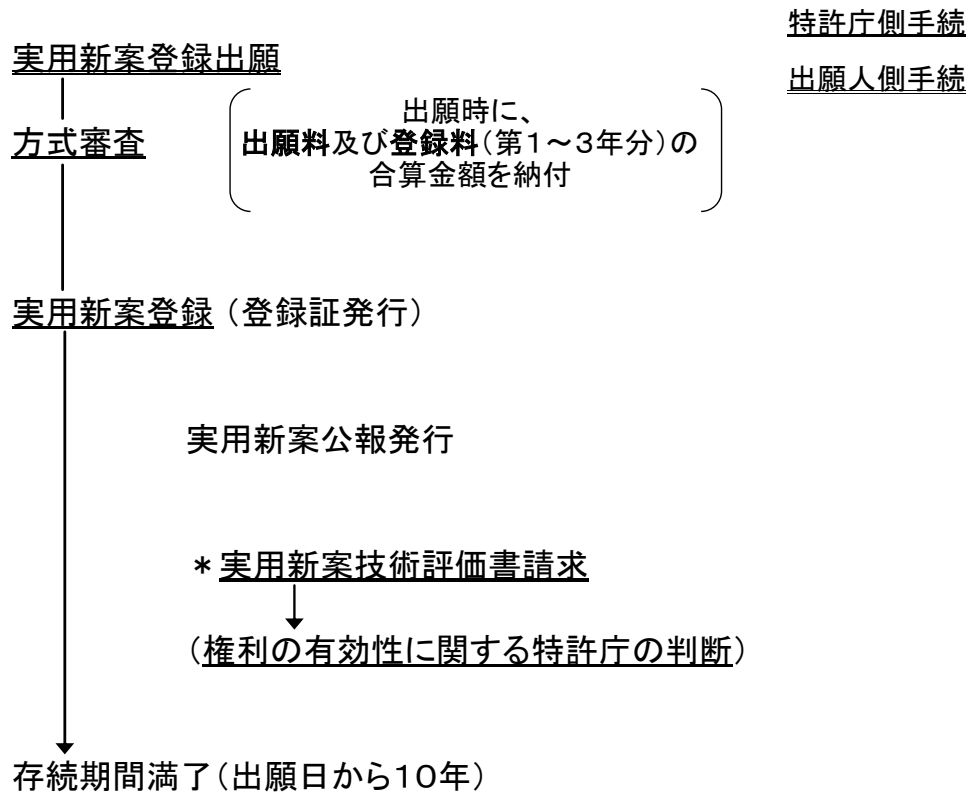 特許庁側手続
出願人側手続
実用新案登録出願
方式審査
出願時に、
出願料及び登録料（第１～３年分）の
合算金額を納付
実用新案登録（登録証発行）
実用新案公報発行
＊実用新案技術評価書請求
（権利の有効性に関する特許庁の判断）
存続期間満了（出願日から１０年）